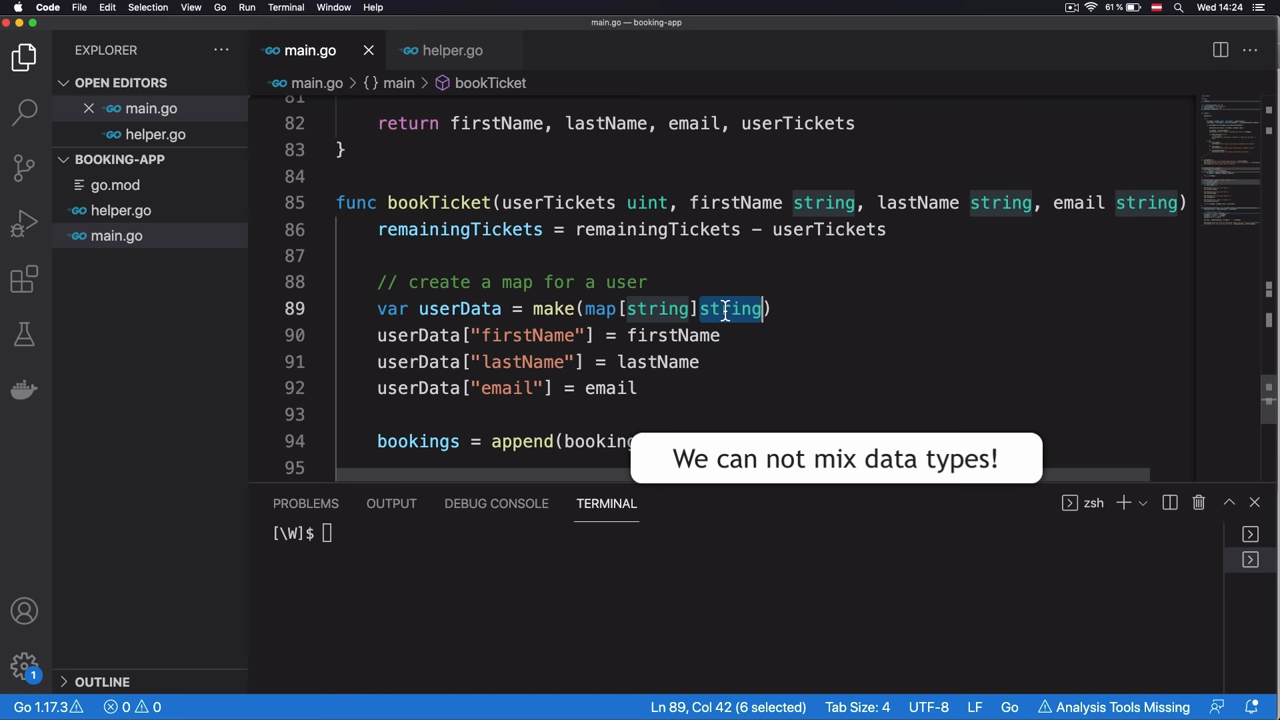 Code File Edit Selection View Go Run Terminal Window Help 61% Wed 14:24
main.go — booking-app
EXPLORER
main.go
helper.go
OPEN EDITORS
main.go > {} main > bookTicket
main.go
helper.go
BOOKING-APP
go.mod
helper.go
main.go
81
82 return firstName, lastName, email, userTickets
83 }
84
85 func bookTicket(userTickets uint, firstName string, lastName string, email string)
86 remainingTickets = remainingTickets - userTickets
87
88 // create a map for a user
89 var userData = make(map[string]string)
90 userData["firstName"] = firstName
91 userData["lastName"] = lastName
92 userData["email"] = email
93
94 bookings = append(booking
95
We can not mix data types!
PROBLEMS OUTPUT DEBUG CONSOLE TERMINAL
zsh
[\W]$
OUTLINE
1
Go 1.17.3 0 0 Ln 89, Col 42 (6 selected) Tab Size: 4 UTF-8 LF Go Analysis Tools Missing